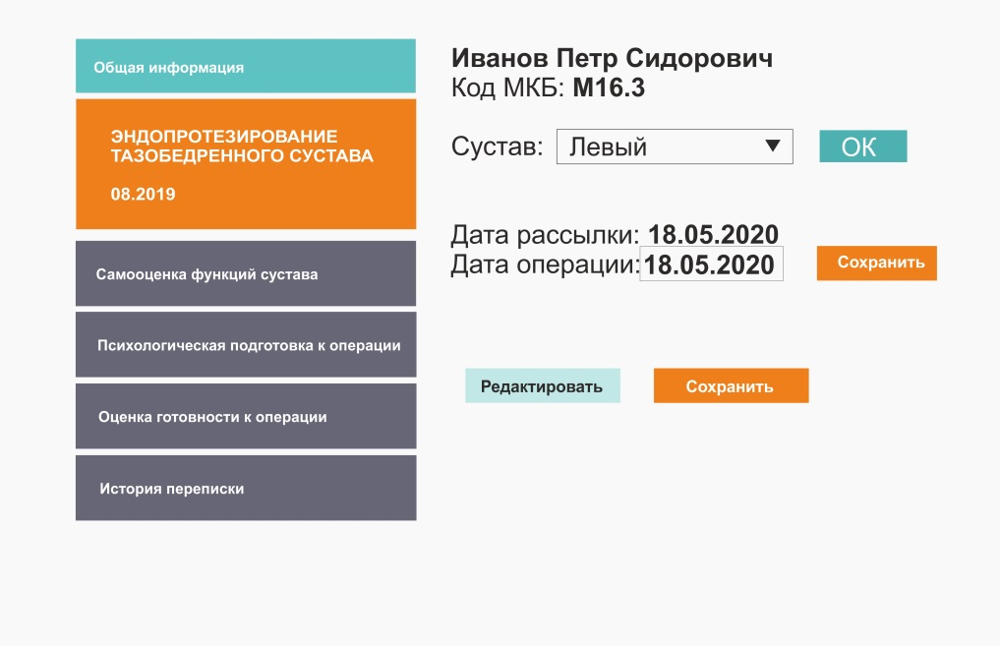 Общая информация
ЭНДОПРОТЕЗИРОВАНИЕ
ТАЗОБЕДРЕННОГО СУСТАВА
08.2019
Самооценка функций сустава
Психологическая подготовка к операции
Оценка готовности к операции
История переписки
Иванов Петр Сидорович
Код МКБ: М16.3
Сустав: Левый ОК
Дата рассылки: 18.05.2020
Дата операции: 18.05.2020 Сохранить
Редактировать Сохранить